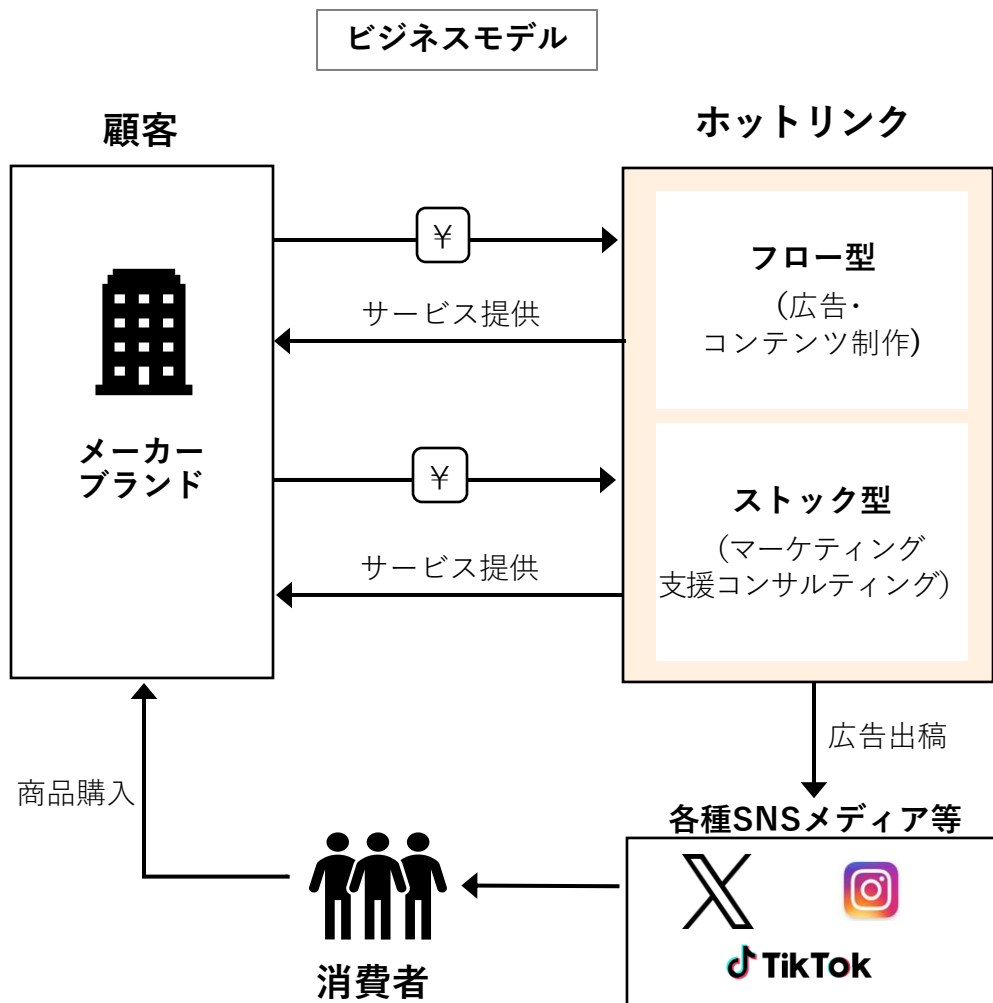 ビジネスモデル
顧客
ホットリンク
¥
サービス提供
フロー型
(広告・
コンテンツ制作)
メーカー
ブランド
¥
サービス提供
ストック型
(マーケティング
支援コンサルティング)
広告出稿
商品購入
各種SNSメディア等
X
TikTok
消費者